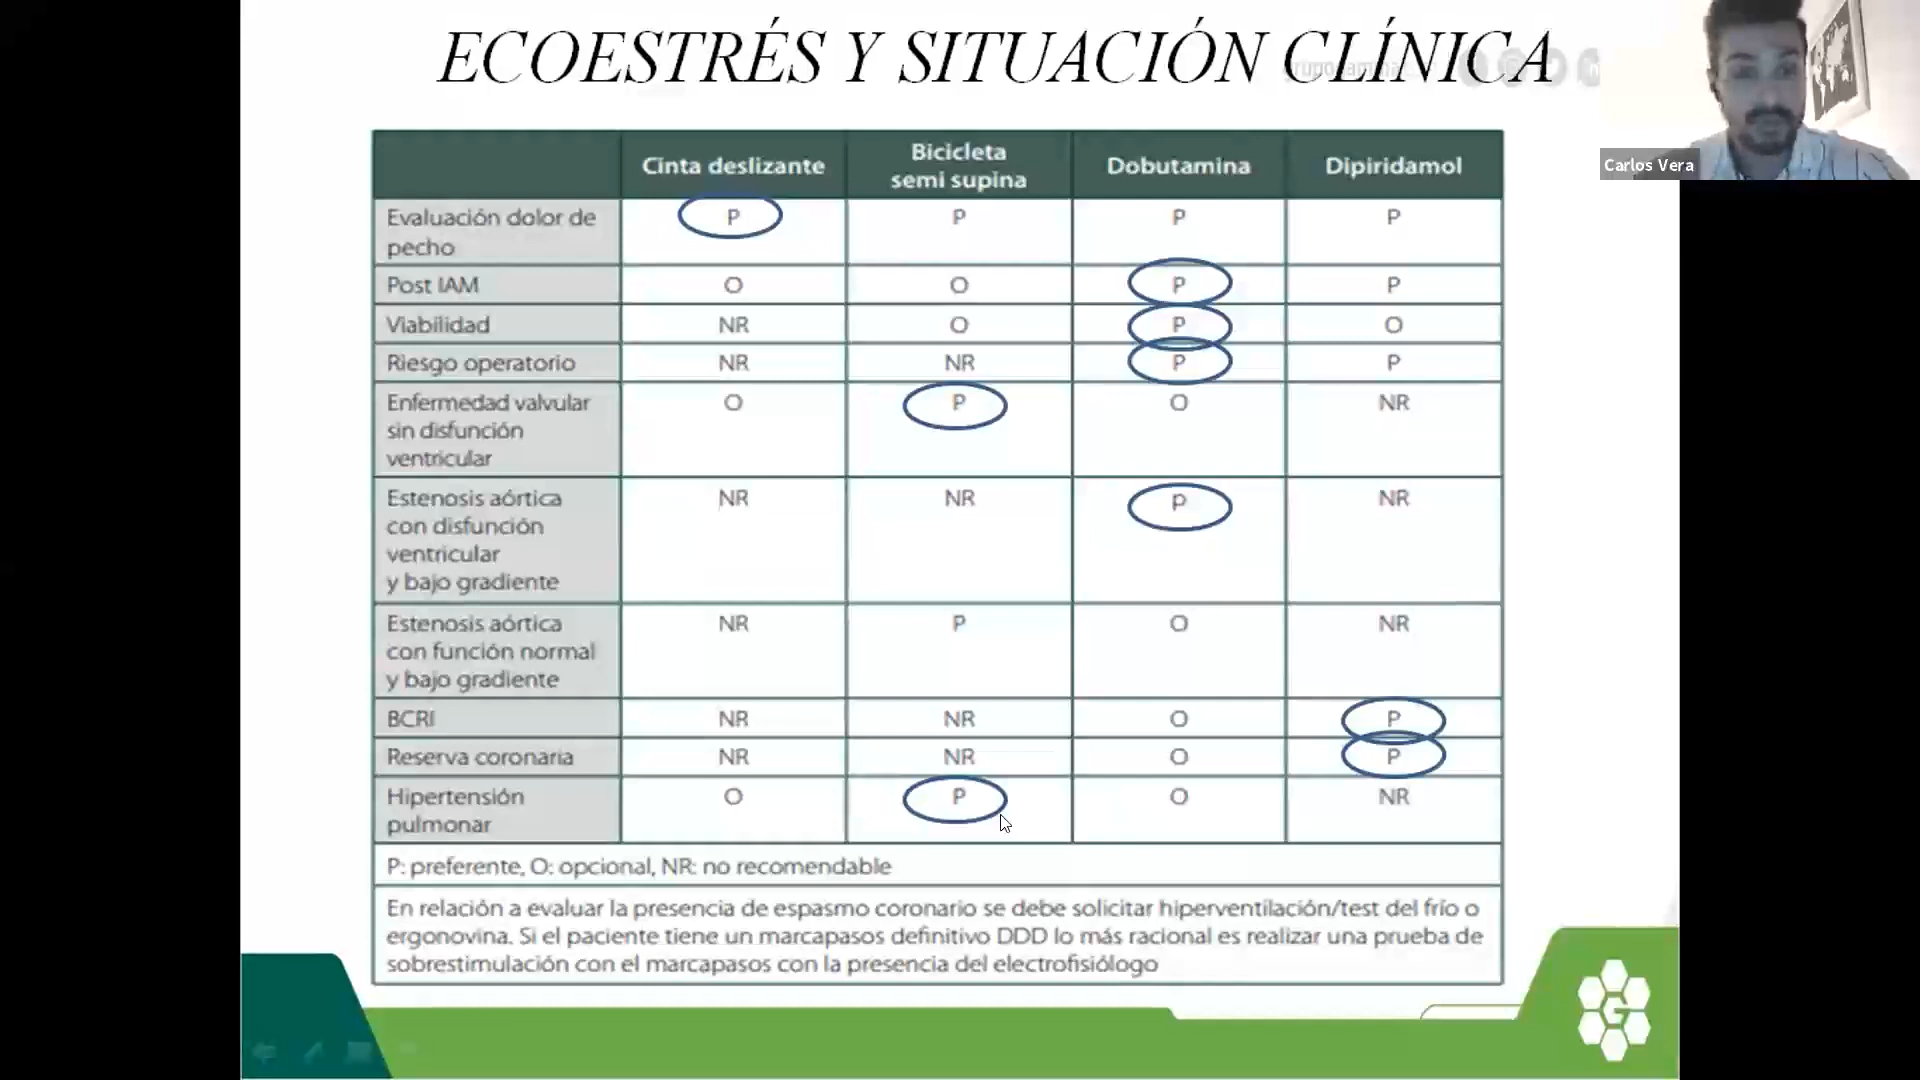 ECOESTRÉS Y SITUACIÓN CLÍNICA
Carlos Vera
Cinta deslizante
Bicicleta
semi supina
Dobutamina
Dipiridamol
Evaluación dolor de
pecho
P
P
P
P
Post IAM
O
O
P
P
Viabilidad
NR
O
P
O
Riesgo operatorio
NR
NR
P
P
Enfermedad valvular
sin disfunción
ventricular
O
P
O
NR
Estenosis aórtica
con disfunción
ventricular
y bajo gradiente
NR
NR
P
NR
Estenosis aórtica
con función normal
y bajo gradiente
NR
P
O
NR
BCRI
NR
NR
O
P
Reserva coronaria
NR
NR
O
P
Hipertensión
pulmonar
O
P
O
NR
P: preferente, O: opcional, NR: no recomendable
En relación a evaluar la presencia de espasmo coronario se debe solicitar hiperventilación/test del frío o
ergonovina. Si el paciente tiene un marcapasos definitivo DDD lo más racional es realizar una prueba de
sobrestimulación con el marcapasos con la presencia del electrofisiólogo
G